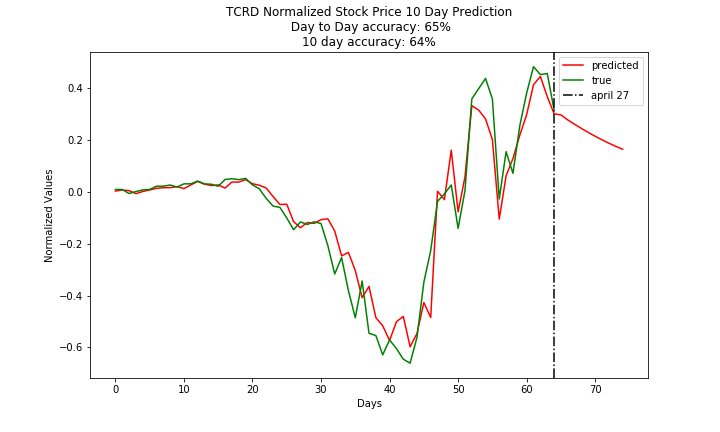 TCRD Normalized Stock Price 10 Day Prediction
Day to Day accuracy: 65%
10 day accuracy: 64%
predicted
true
april 27
Normalized Values
0.4
0.2
0.0
−0.2
−0.4
−0.6
0 10 20 30 40 50 60 70
Days